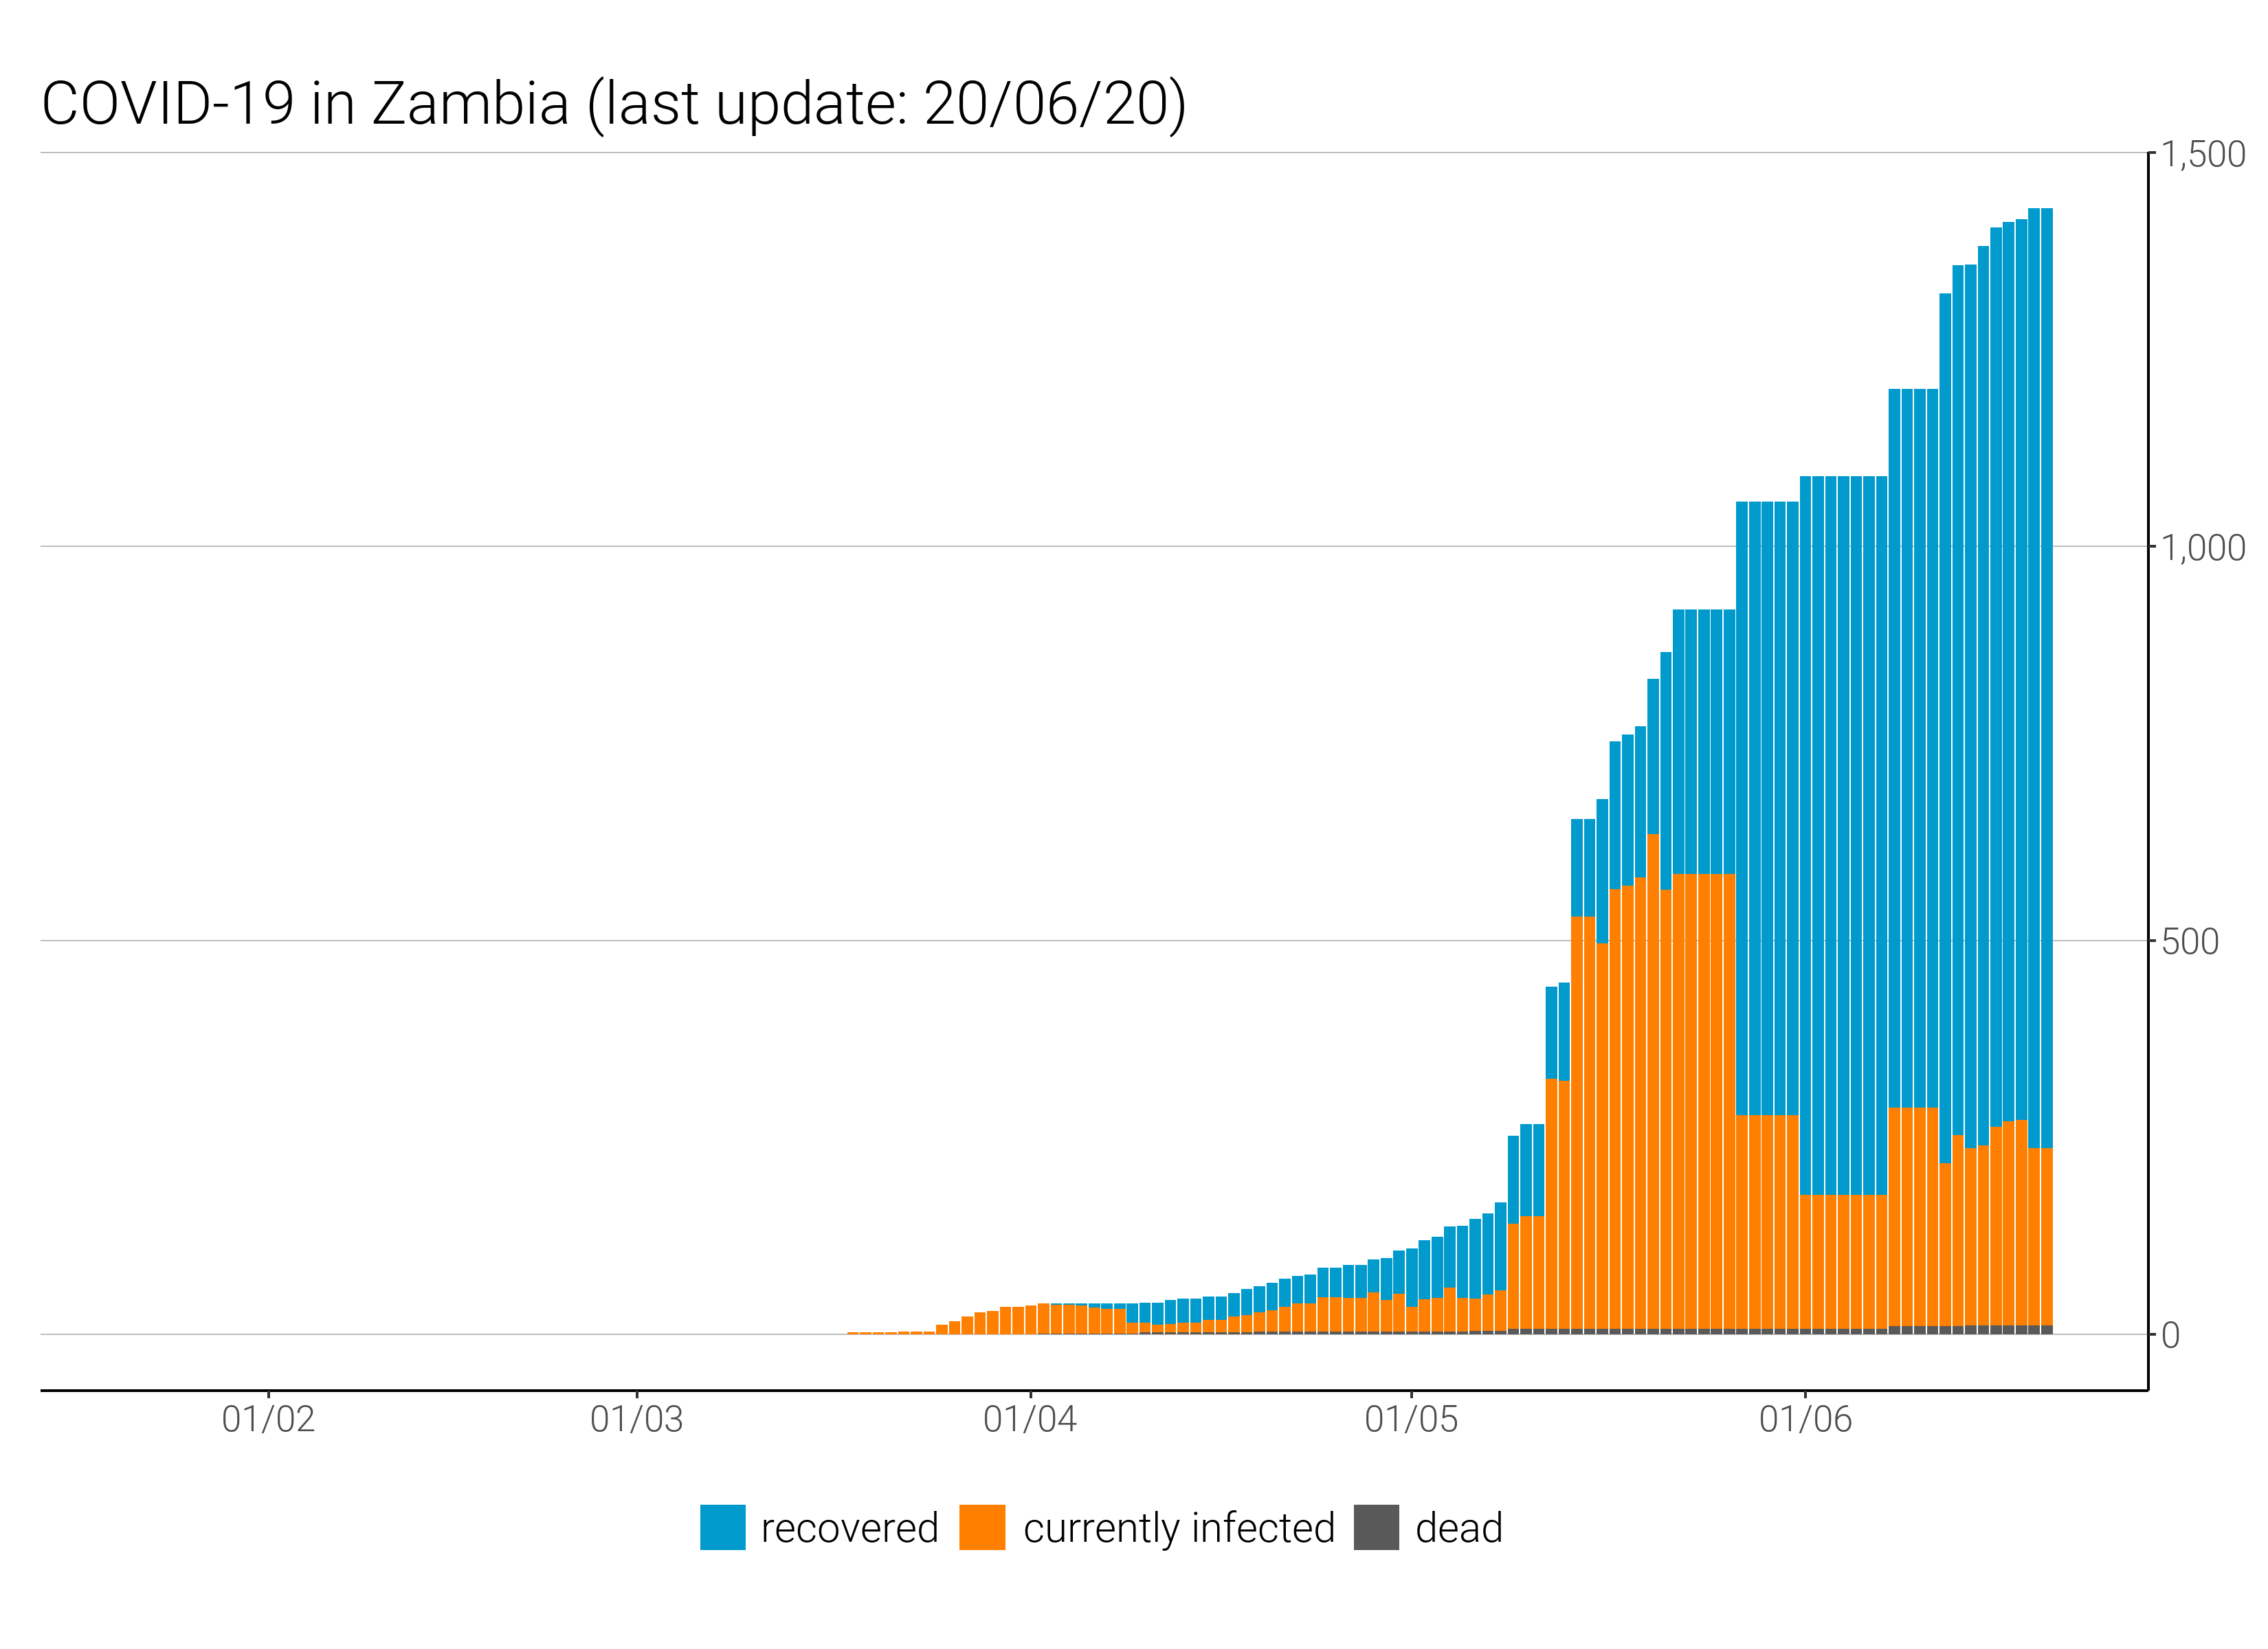 COVID-19 in Zambia (last update: 20/06/20)
1,500
1,000
500
0
01/02 01/03 01/04 01/05 01/06
recovered currently infected dead